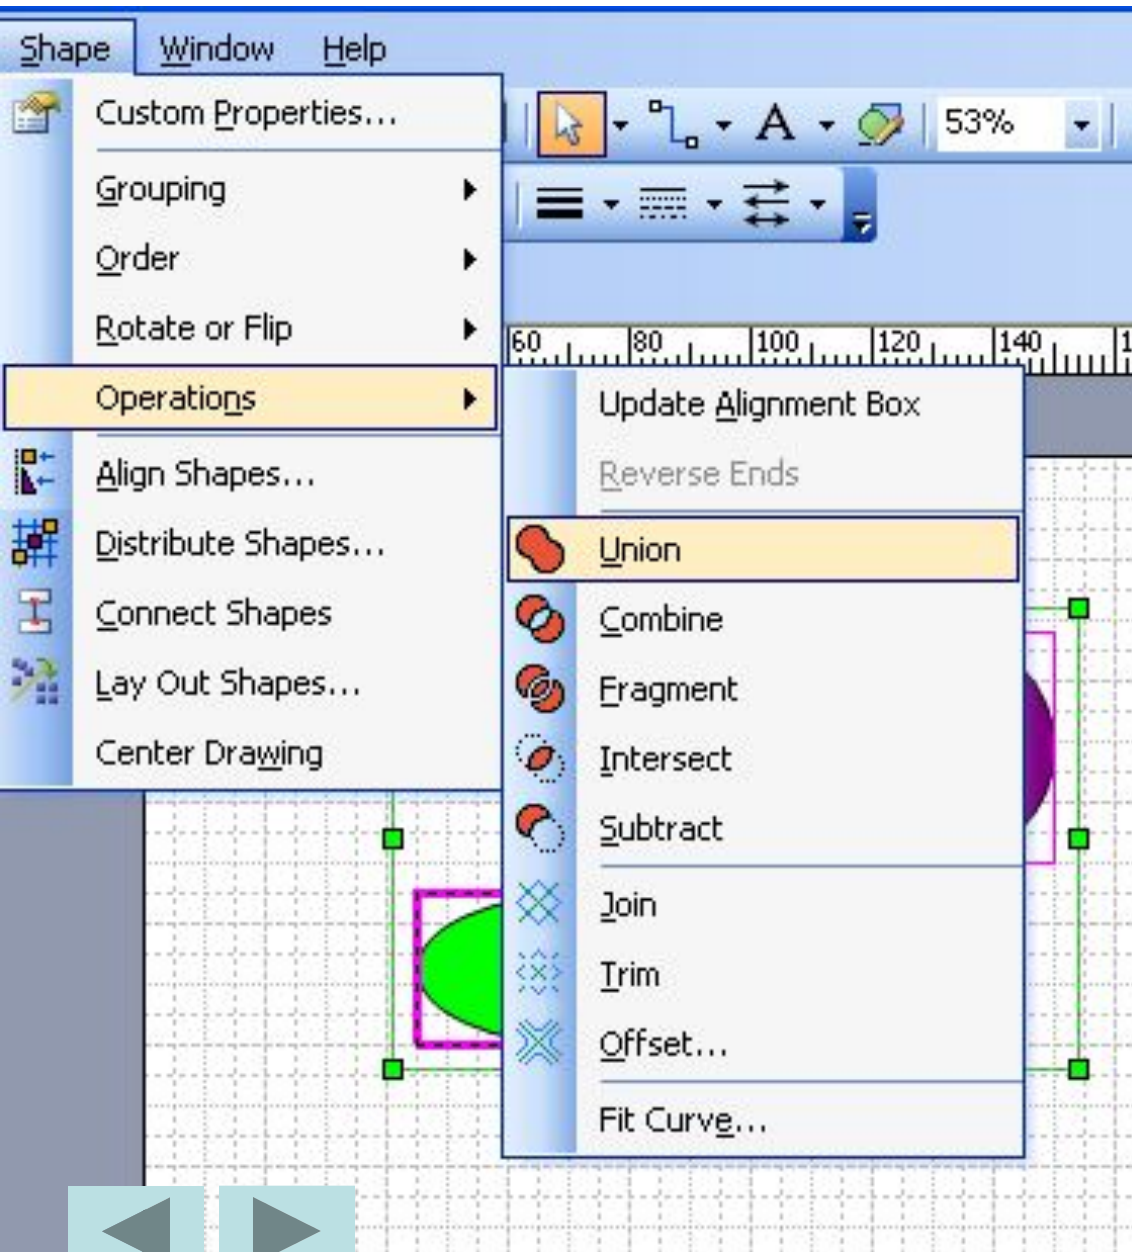 Shape Window Help
Custom Properties...
Grouping
Order
Rotate or Flip
Operations
Align Shapes...
Distribute Shapes...
Connect Shapes
Lay Out Shapes...
Center Drawing
A 53%
60 80 100 120 140 1
Update Alignment Box
Reverse Ends
Union
Combine
Fragment
Intersect
Subtract
Join
Trim
Offset...
Fit Curve...